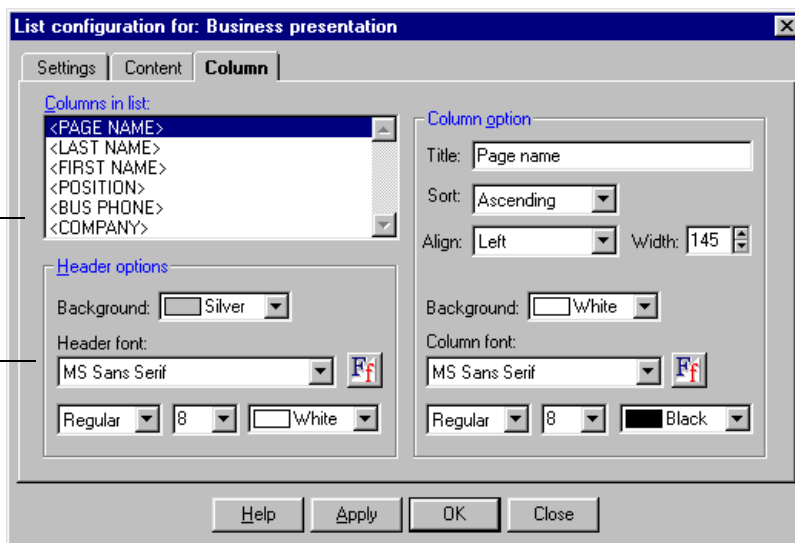 List configuration for: Business presentation
Settings Content Column
Columns in list:
<PAGE NAME>
<LAST NAME>
<FIRST NAME>
<POSITION>
<BUS PHONE>
<COMPANY>
Header options
Background: Silver
Header font:
MS Sans Serif
Ff
Regular 8 White
Column option
Title: Page name
Sort: Ascending
Align: Left Width: 145
Background: White
Column font:
MS Sans Serif
Ff
Regular 8 Black
Help Apply OK Close